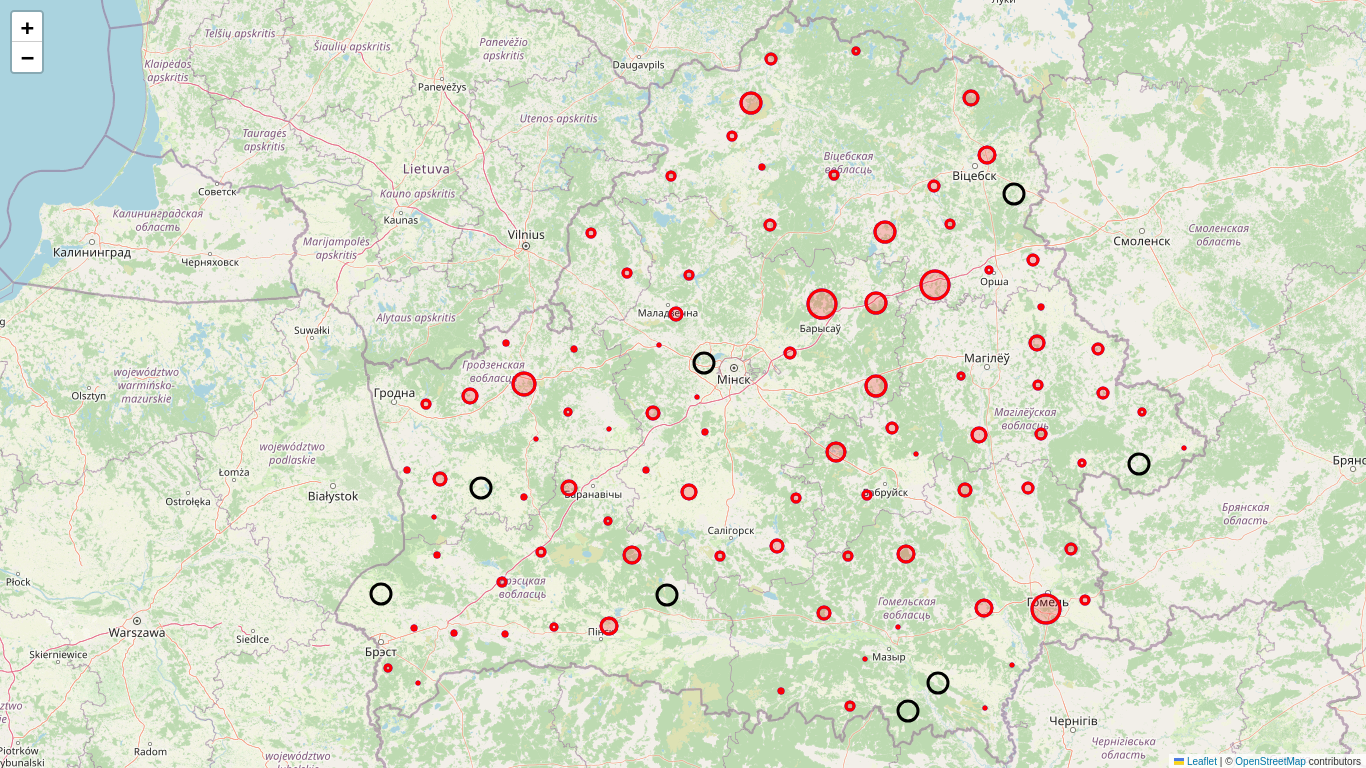 +
−
Луки
Telšių apskritis
Šiaulių apskritis
Panevėžio
apskritis
Klaipėdos
apskritis
Daugavpils
Panevėžys
Utenos apskritis
Tauragės
apskritis
Lietuva
Віцебская
вобласць
Віцебск
Советск
Kauno apskritis
Калининградская
область
Kaunas
Vilnius
Marijampolės
apskritis
Калининград
Черняховск
Смоленск
Смоленская
область
Орша
Alytaus apskritis
Suwałki
Маладзечна
Барысаў
Гродзенская
вобласць
Мінск
Магілёў
województwo
warmińsko-
mazurskie
Olsztyn
Гродна
Магілёўская
вобласць
województwo
podlaskie
Łomża
Ostrołęka
Białystok
Баранавічы
Бабруйск
Салігорск
Брянская
область
Płock
Брэсцкая
вобласць
Гомельская
вобласць
Гомель
Warszawa
Siedlce
Skierniewice
Брэст
Мазыр
Чернігів
Чернігівська
область
Radom
Piotrków
województwo
Leaflet | © OpenStreetMap contributors